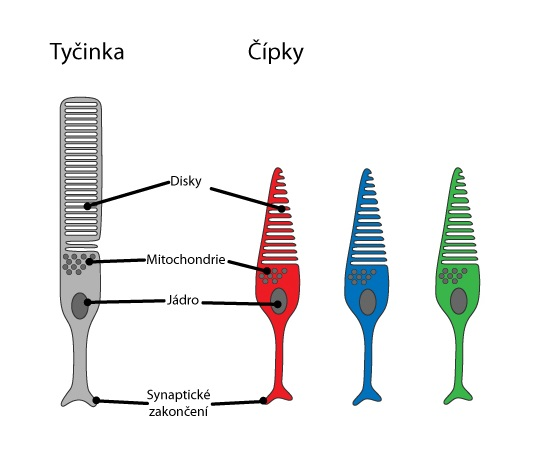 Tyčinka
Čípky
Disky
Mitochondrie
Jádro
Synaptické
zakončení